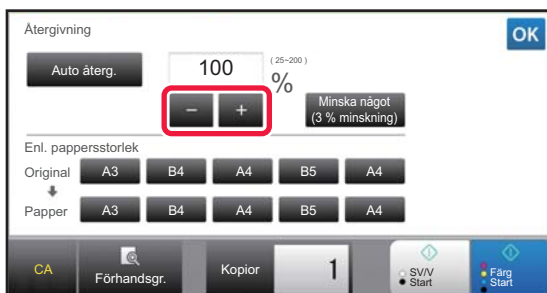 Återgivning
OK
Auto återg.
100
( 25~200 )
%
− +
Minska något
(3 % minskning)
Enl. pappersstorlek
Original A3 B4 A4 B5 A4
Papper A3 B4 A4 B5 A4
CA
Förhandsgr.
Kopior
1
SV/V
Start
Färg
Start